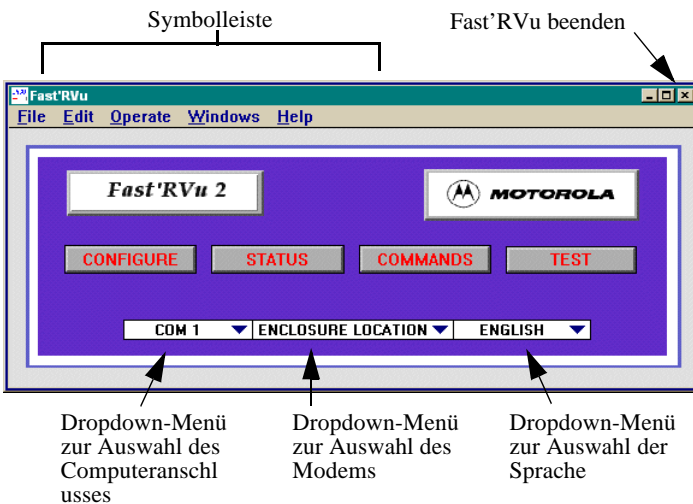 Symbolleiste
Fast'RVu beenden
Fast'RVu
File Edit Operate Windows Help
Fast'RVu 2
MOTOROLA
CONFIGURE STATUS COMMANDS TEST
COM 1 ENCLOSURE LOCATION ENGLISH
Dropdown-Menü
zur Auswahl des
Computeranschl
usses
Dropdown-Menü
zur Auswahl des
Modems
Dropdown-Menü
zur Auswahl der
Sprache